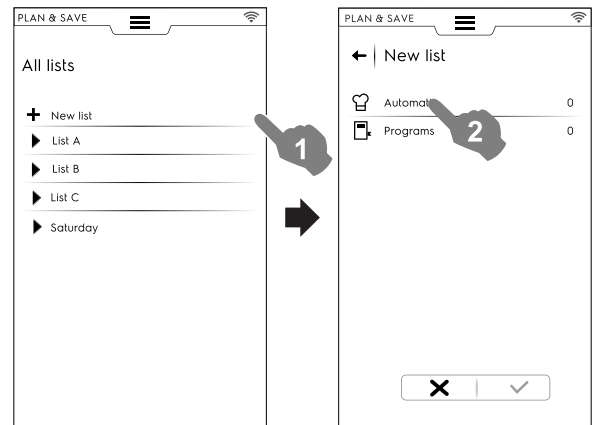 PLAN & SAVE
All lists
New list
List A
List B
List C
Saturday
1
PLAN & SAVE
New list
0
Programs 0
2